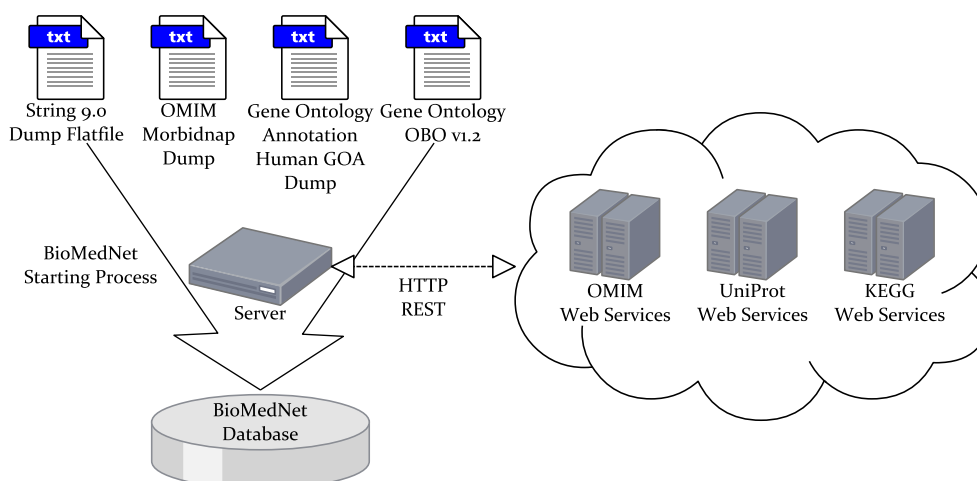 txt
txt
txt
txt
String 9.0
Dump Flatfile
OMIM
Morbidnap
Dump
Gene Ontology
Annotation
Human GOA
Dump
Gene Ontology
OBO v1.2
BioMedNet
Starting Process
Server
HTTP
REST
OMIM
Web Services
UniProt
Web Services
KEGG
Web Services
BioMedNet
Database